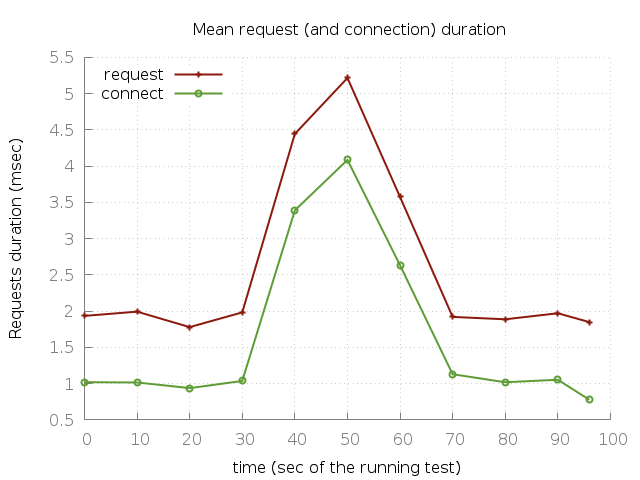 Mean request (and connection) duration
request
connect
Requests duration (msec)
5.5
5
4.5
4
3.5
3
2.5
2
1.5
1
0.5
0 10 20 30 40 50 60 70 80 90 100
time (sec of the running test)